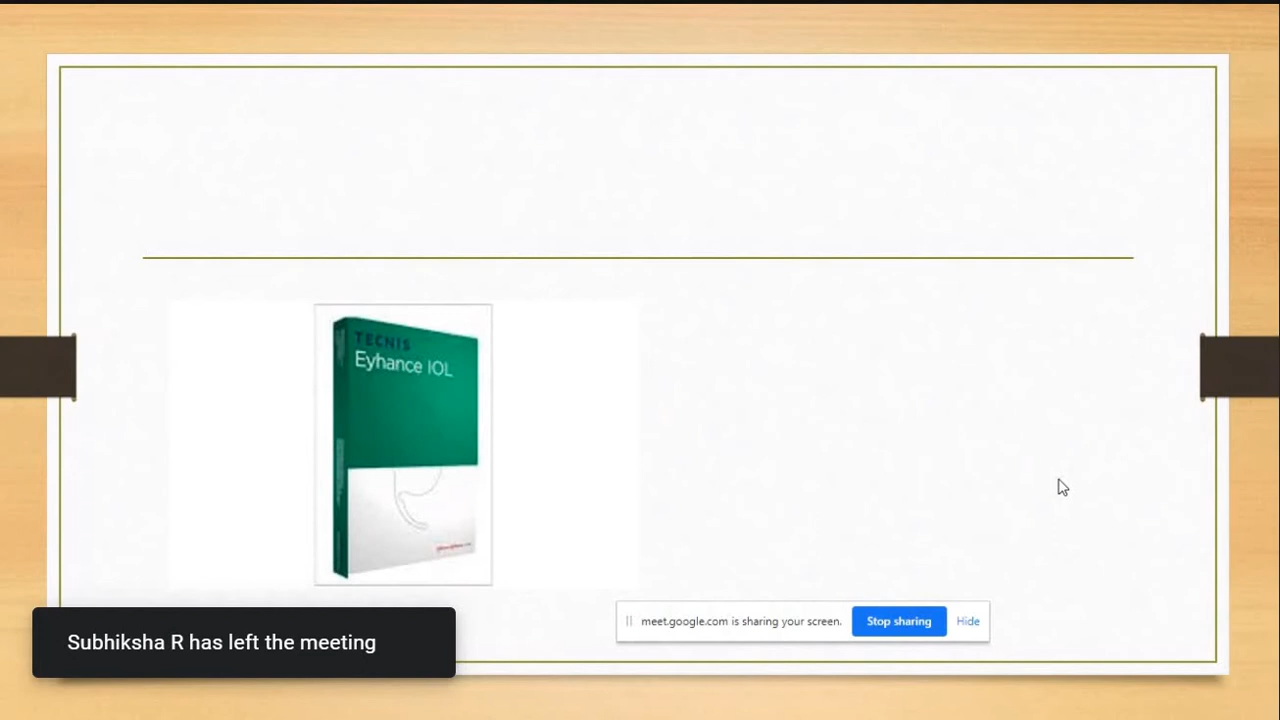 TECNIS
Eyhance IOL
meet.google.com is sharing your screen. Stop sharing Hide
Subhiksha R has left the meeting